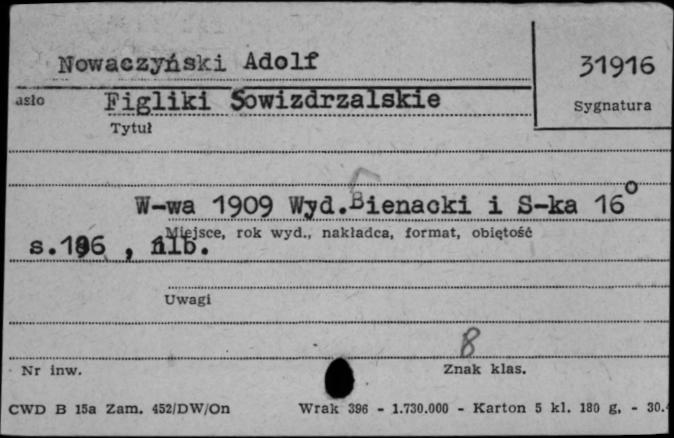 Nowaczyński Adolf
31916
Sygnatura
asło
Figliki Sowizdrzalskie
Tytuł
W-wa 1909 Wyd. Bienacki i S-ka 16°
Miejsce, rok wyd., nakładca, format, objętość
s. , nlb.
Uwagi
8
Nr inw.
Znak klas.
CWD B 15a Zam. 452/DW/On
Wrak 396 - 1.730.000 - Karton 5 kl. 180 g, - 30.